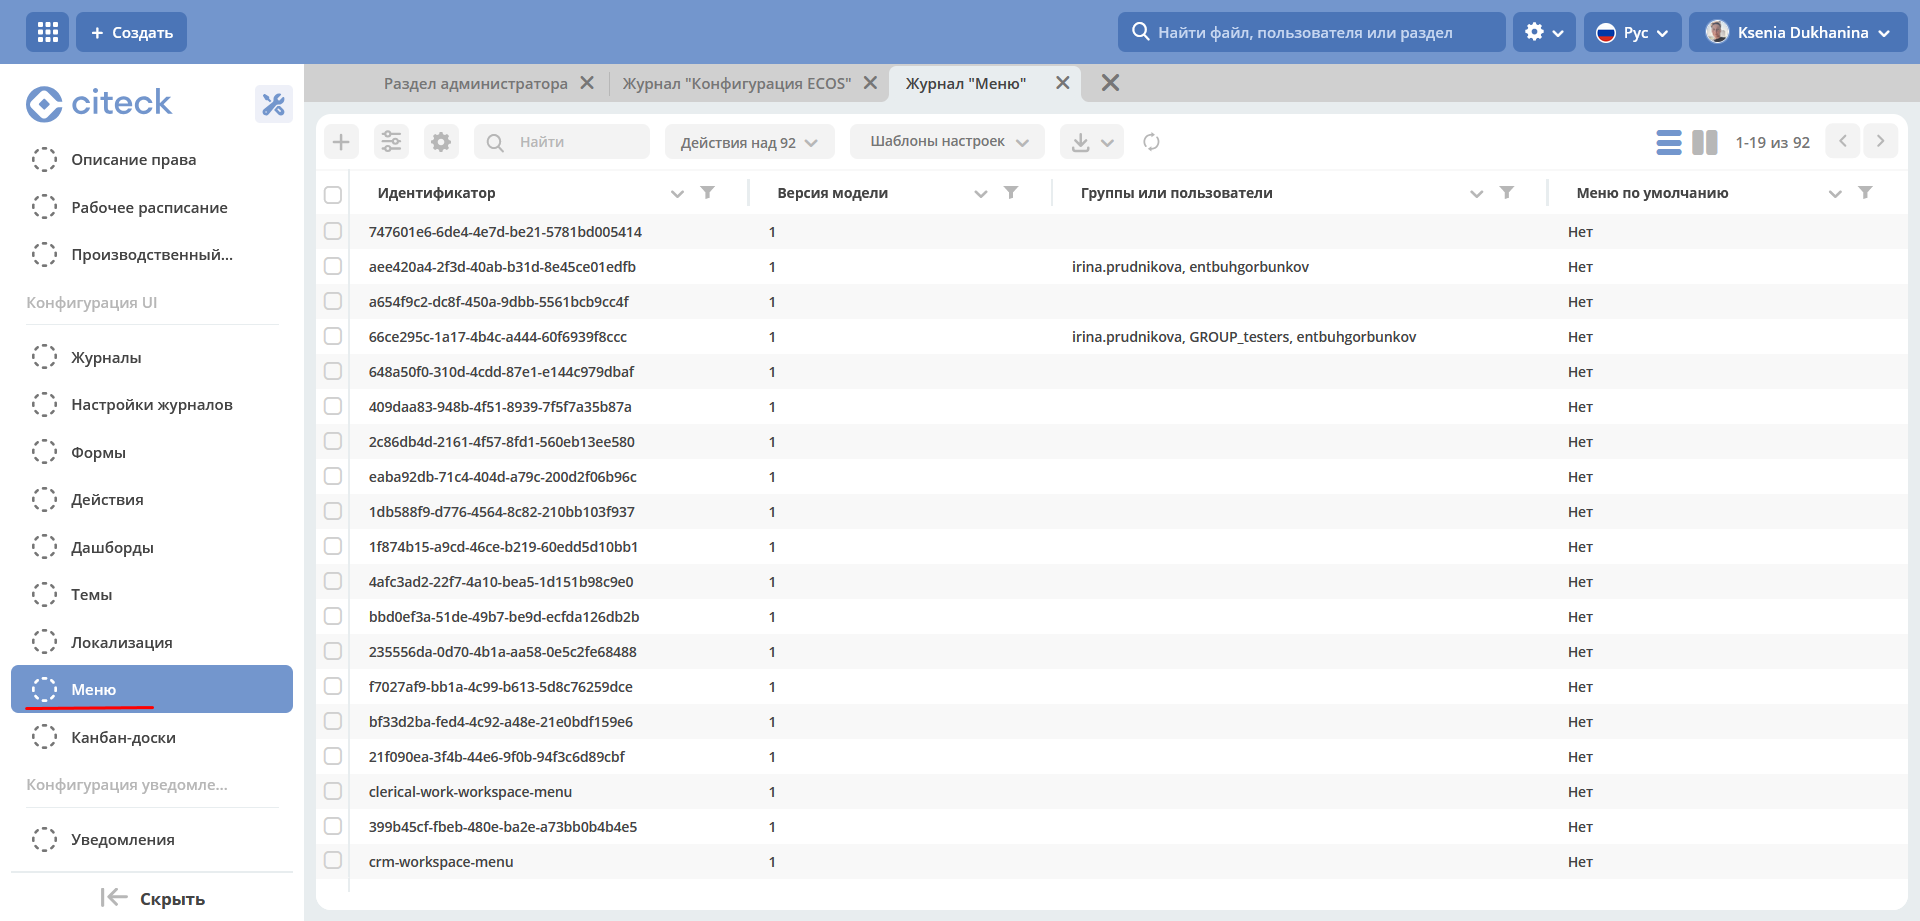 Создать
Найти файл, пользователя или раздел
Рус
Ksenia Dukhanina
citeck
Описание права
Рабочее расписание
Производственный...
Конфигурация UI
Журналы
Настройки журналов
Формы
Действия
Дашборды
Темы
Локализация
Меню
Канбан-доски
Конфигурация уведомле...
Уведомления
Скрыть
Раздел администратора
Журнал "Конфигурация ECOS"
Журнал "Меню"
Найти
Действия над 92
Шаблоны настроек
1-19 из 92
Идентификатор Версия модели Группы или пользователи Меню по умолчанию
747601e6-6de4-4e7d-be21-5781bd005414 1 Нет
aee420a4-2f3d-40ab-b31d-8e45ce01edfb 1 irina.prudnikova, entbuhgorbunkov Нет
a654f9c2-dc8f-450a-9dbb-5561bcb9cc4f 1 Нет
66ce295c-1a17-4b4c-a444-60f6939f8ccc 1 irina.prudnikova, GROUP_testers, entbuhgorbunkov Нет
648a50f0-310d-4cdd-87e1-e144c979dbaf 1 Нет
409daa83-948b-4f51-8939-7f5f7a35b87a 1 Нет
2c86db4d-2161-4f57-8fd1-560eb13ee580 1 Нет
eaba92db-71c4-404d-a79c-200d2f06b96c 1 Нет
1db588f9-d776-4564-8c82-210bb103f937 1 Нет
1f874b15-a9cd-46ce-b219-60edd5d10bb1 1 Нет
4afc3ad2-22f7-4a10-bea5-1d151b98c9e0 1 Нет
bbd0ef3a-51de-49b7-be9d-ecfda126db2b 1 Нет
235556da-0d70-4b1a-aa58-0e5c2fe68488 1 Нет
f7027af9-bb1a-4c99-b613-5d8c76259dce 1 Нет
bf33d2ba-fed4-4c92-a48e-21e0bdf159e6 1 Нет
21f090ea-3f4b-44e6-9f0b-94f3c6d89cbf 1 Нет
clerical-work-workspace-menu 1 Нет
399b45cf-fbeb-480e-ba2e-a73bb0b4b4e5 1 Нет
crm-workspace-menu 1 Нет